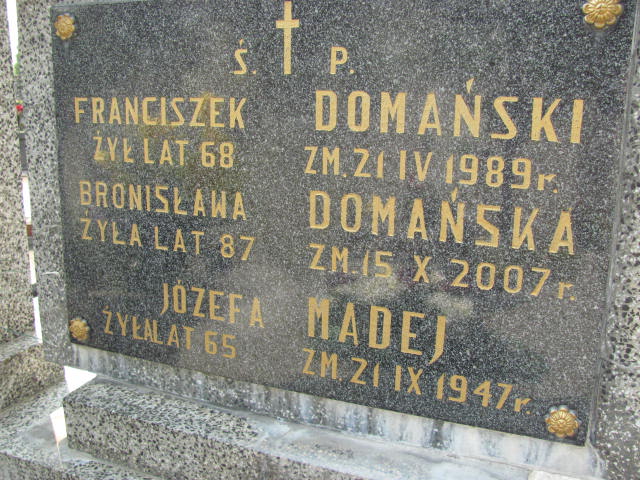 Ś. P.
FRANCISZEK DOMAŃSKI
ŻYŁ LAT 68 ZM. 21 IV 1989 r.
BRONISŁAWA DOMAŃSKA
ŻYŁA LAT 87 ZM. 15 X 2007 r.
JÓZEFA MĄDEJ
ŻYŁA LAT 65 ZM. 21 IX 1947 r.